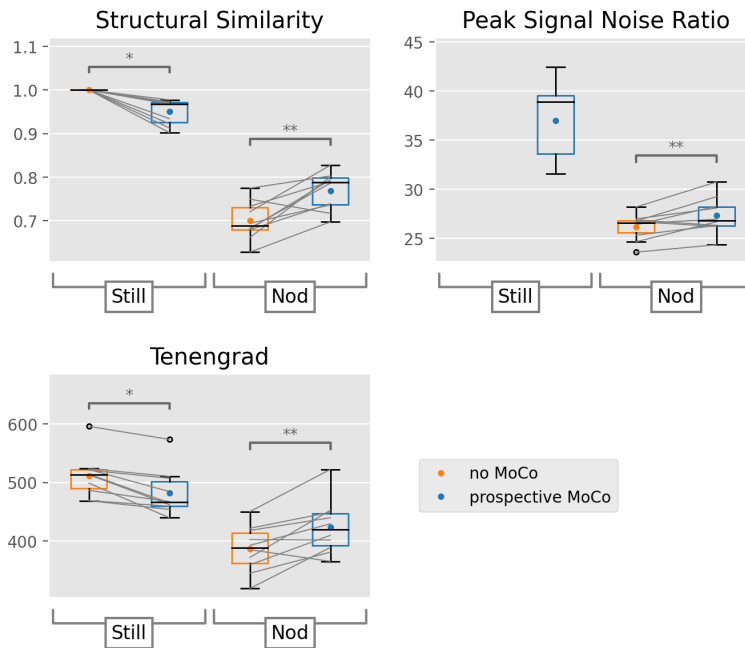 Structural Similarity
1.1
1.0
0.9
0.8
0.7
*
**
Still
Nod
Peak Signal Noise Ratio
45
40
35
30
25
**
Still
Nod
Tenengrad
600
500
400
*
**
Still
Nod
no MoCo
prospective MoCo